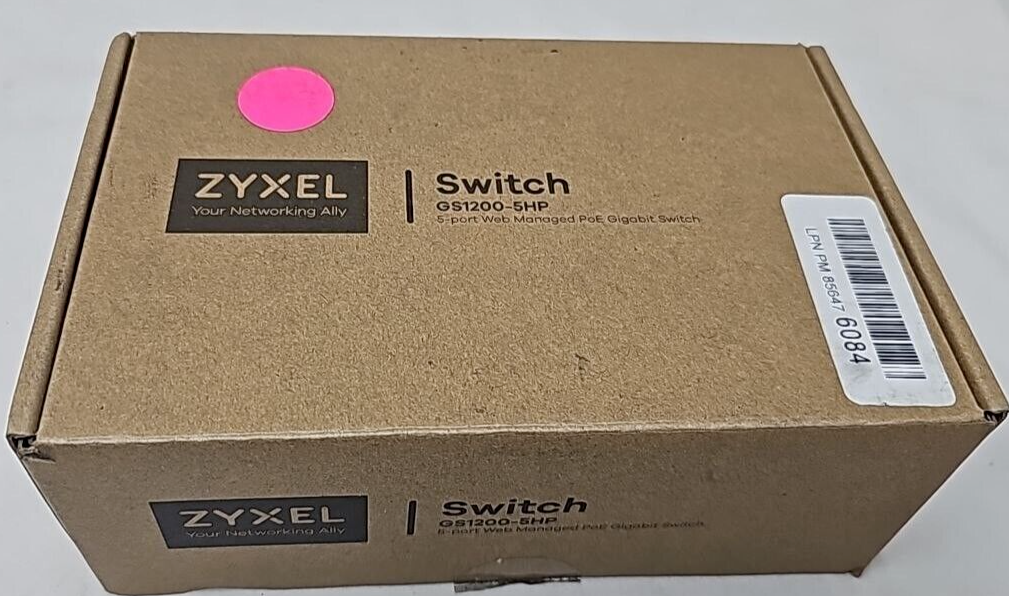 ZYXEL
Your Networking Ally
Switch
GS1200-5HP
5-port Web Managed PoE Gigabit Switch
LPN PM 85647 6084
ZYXEL
Your Networking Ally
Switch
GS1200-5HP
5-port Web Managed PoE Gigabit Switch